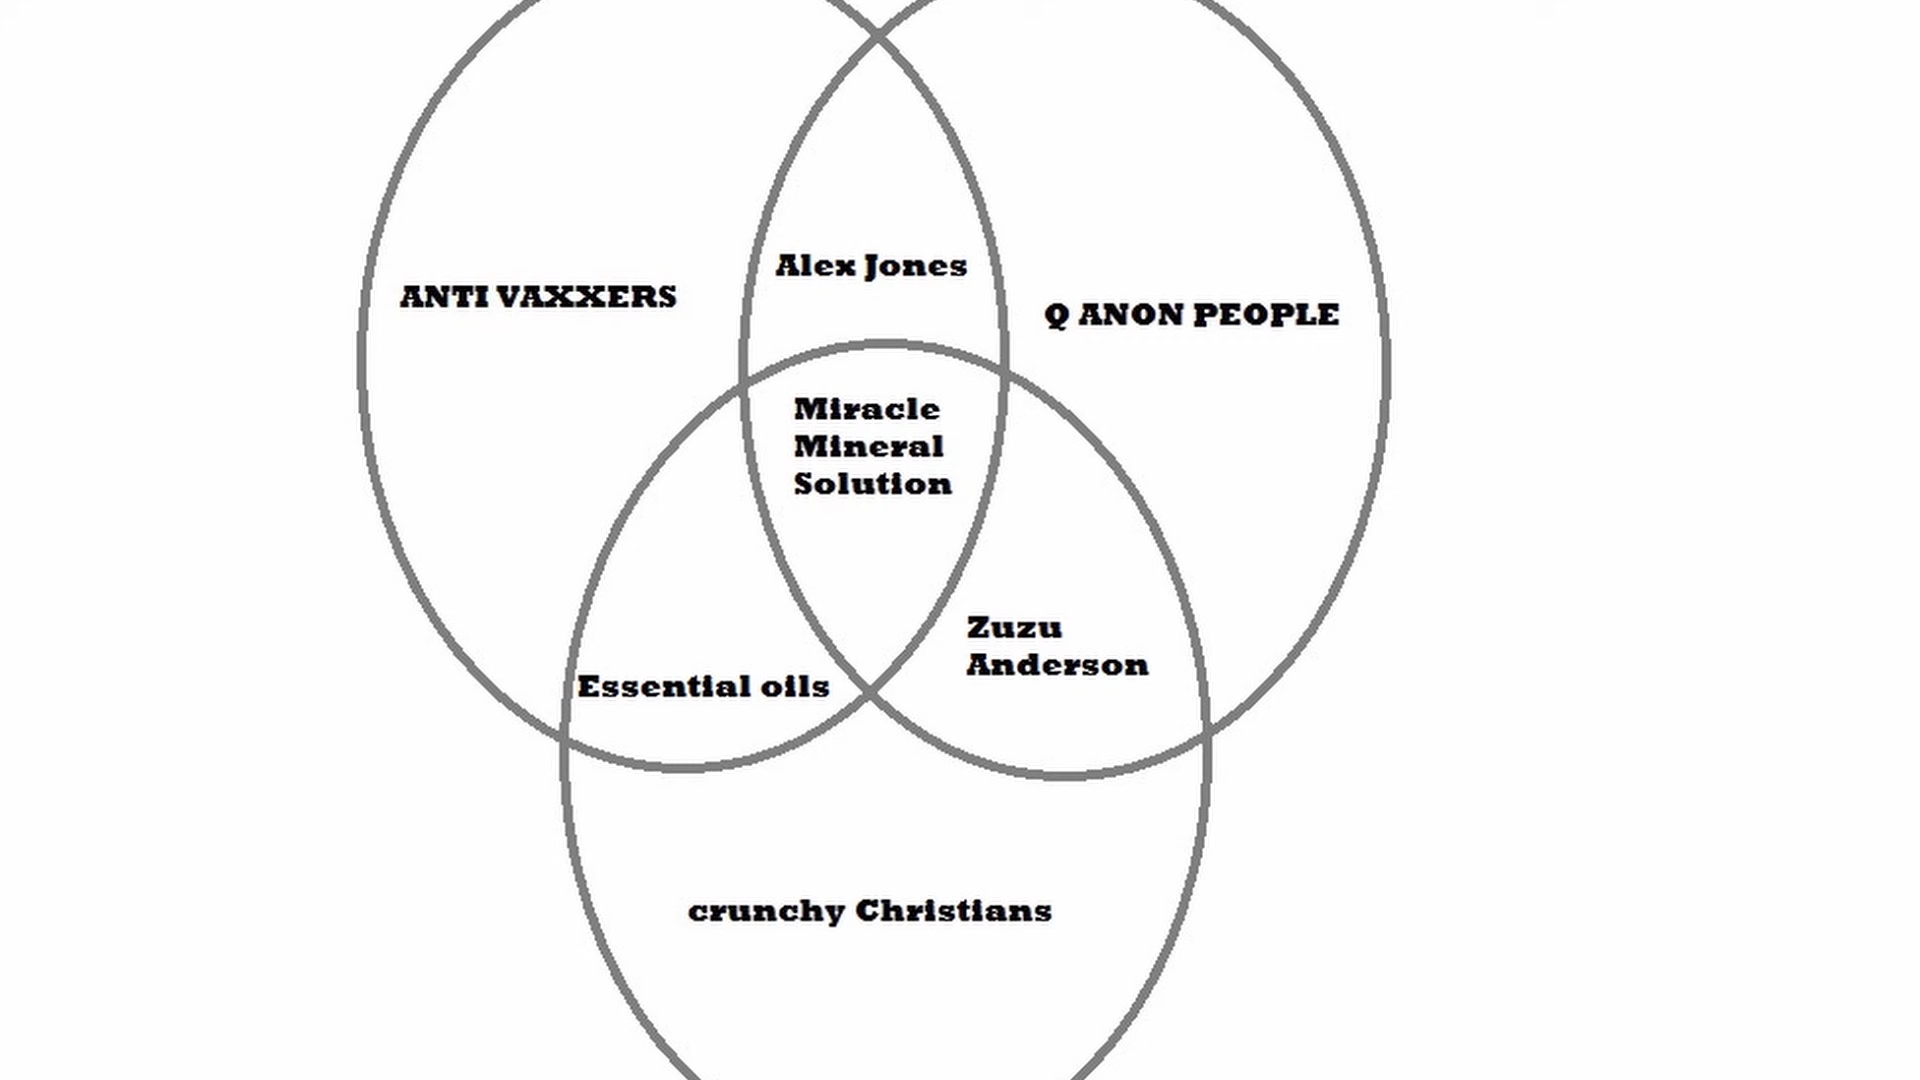 Alex Jones
ANTI VAXXERS
Q ANON PEOPLE
Miracle
Mineral
Solution
Zuzu
Anderson
Essential oils
crunchy Christians